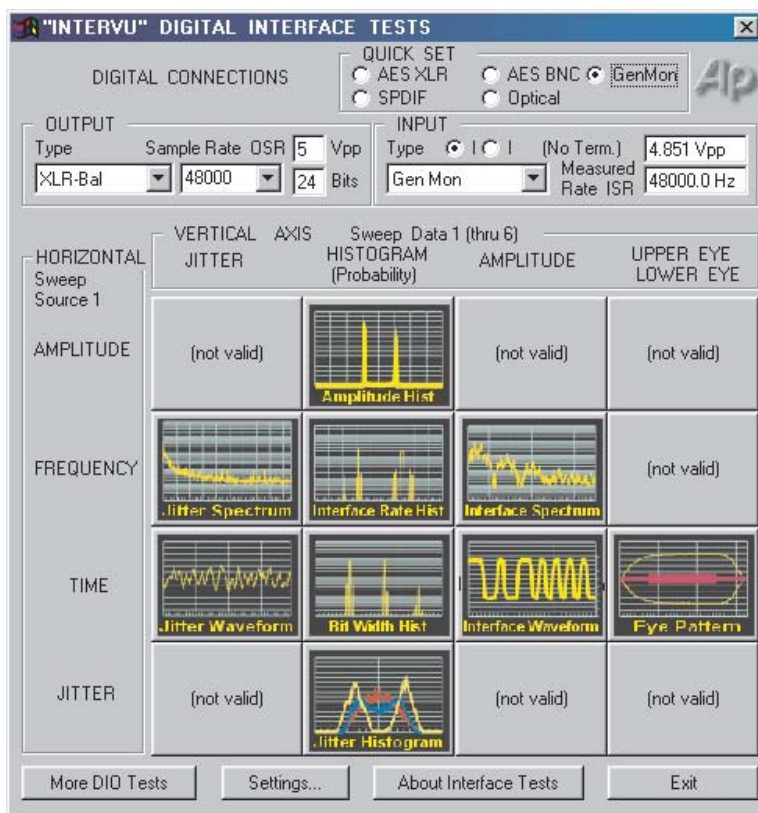 "INTERVU" DIGITAL INTERFACE TESTS
DIGITAL CONNECTIONS
QUICK SET
AES XLR
AES BNC
GenMon
SPDIF
Optical
Alp
OUTPUT
Type
Sample Rate OSR
5
Vpp
XLR-Bal
48000
24
Bits
INPUT
Type
I
I
(No Term.)
4.851 Vpp
Gen Mon
Measured
Rate ISR
48000.0 Hz
VERTICAL AXIS Sweep Data 1 (thru 6)
HORIZONTAL
Sweep
Source 1
JITTER
HISTOGRAM
(Probability)
AMPLITUDE
UPPER EYE
LOWER EYE
AMPLITUDE
(not valid)
Amplitude Hist
(not valid)
(not valid)
FREQUENCY
Jitter Spectrum
Interface Rate Hist
Interface Spectrum
(not valid)
TIME
Jitter Waveform
Bit Width Hist
Interface Waveform
Eye Pattern
JITTER
(not valid)
Jitter Histogram
(not valid)
(not valid)
More DIO Tests
Settings...
About Interface Tests
Exit